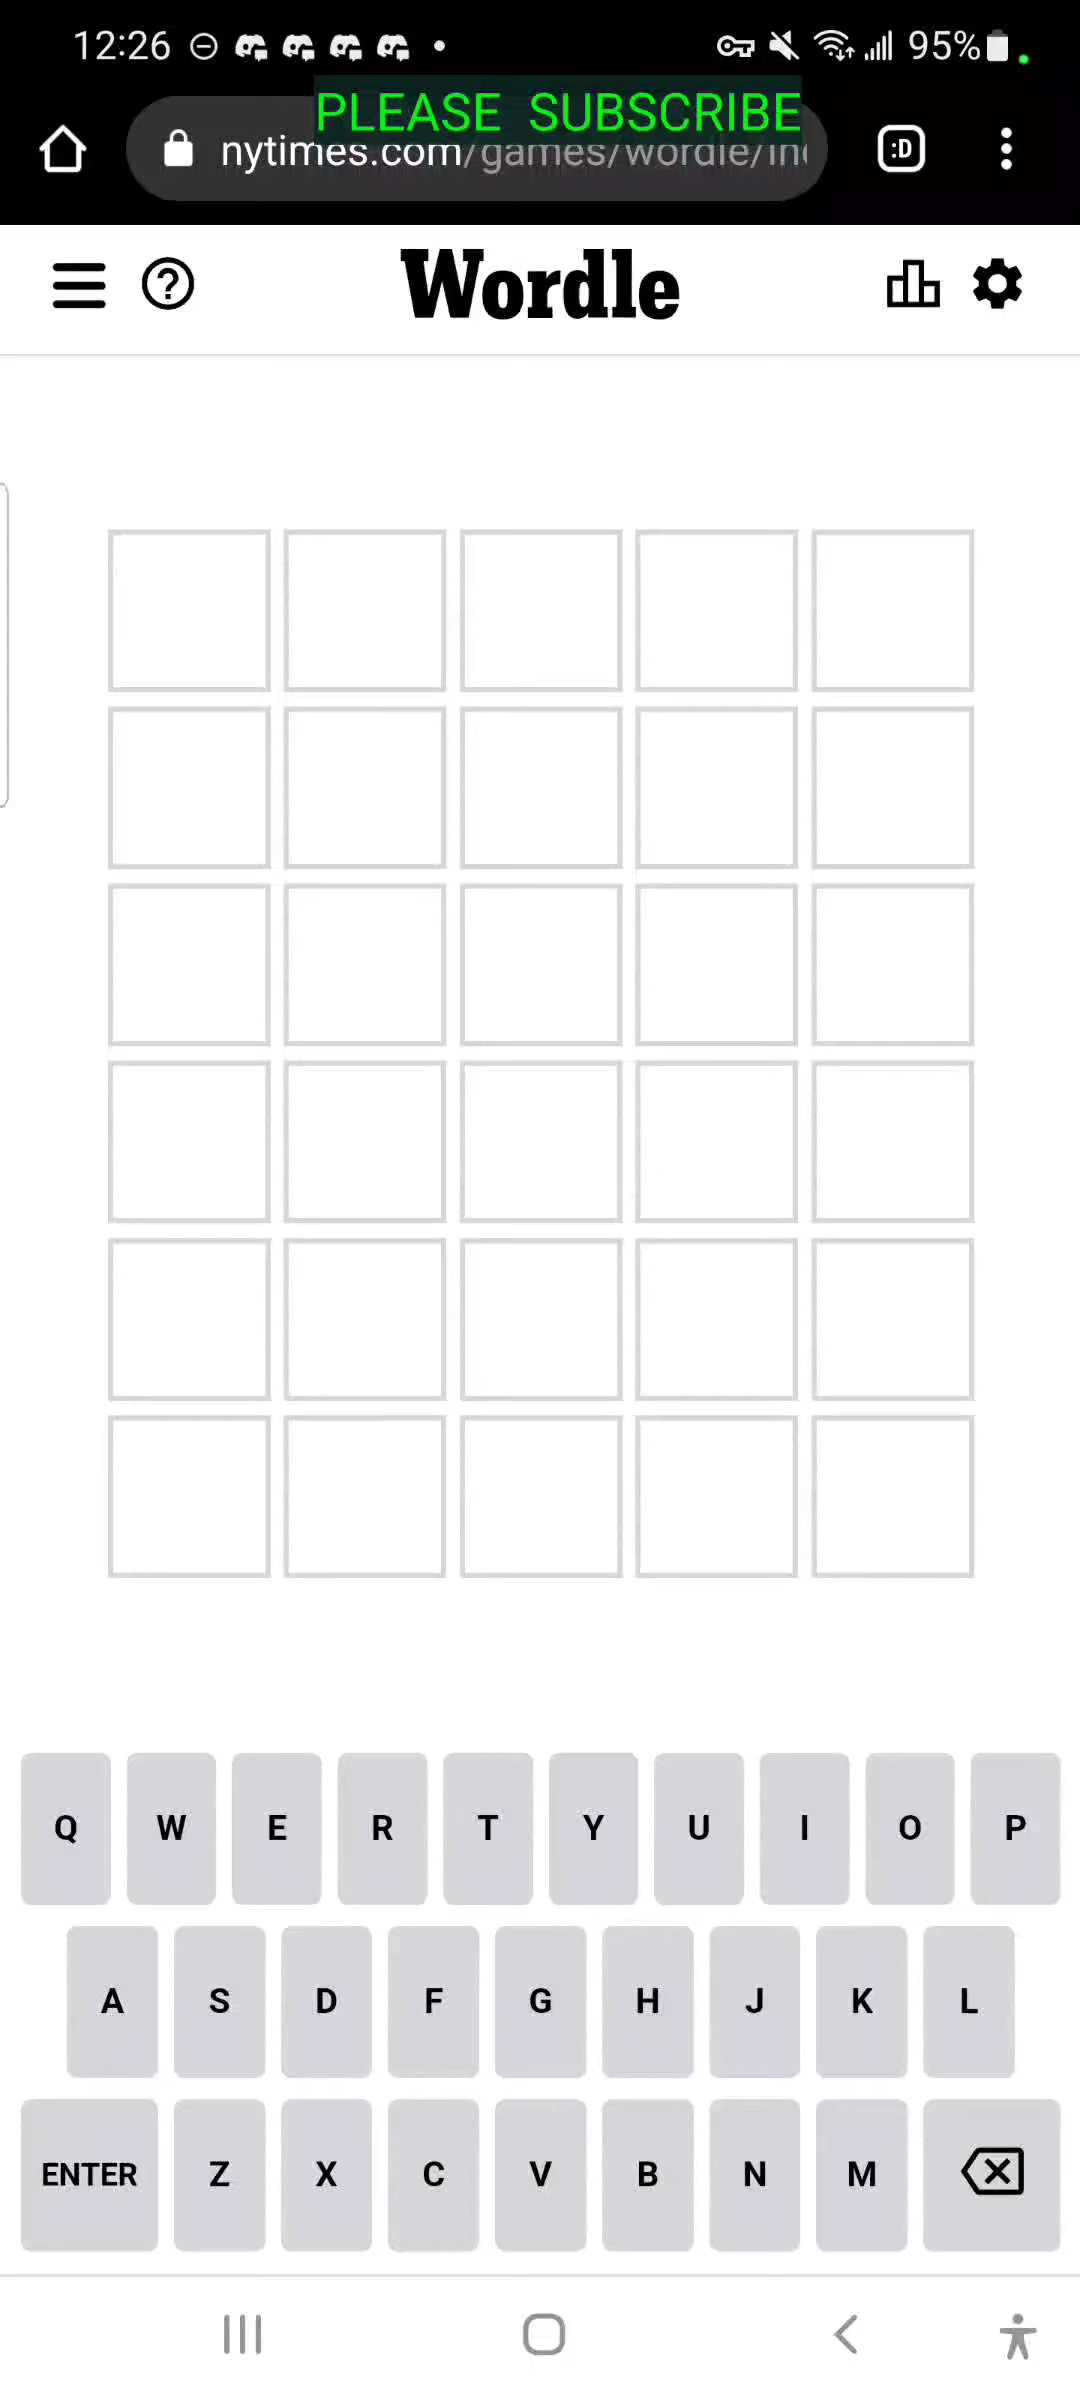 12:26 95%
PLEASE SUBSCRIBE
nytimes.com/games/wordle/in
:D
Wordle
Q W E R T Y U I O P
A S D F G H J K L
ENTER Z X C V B N M